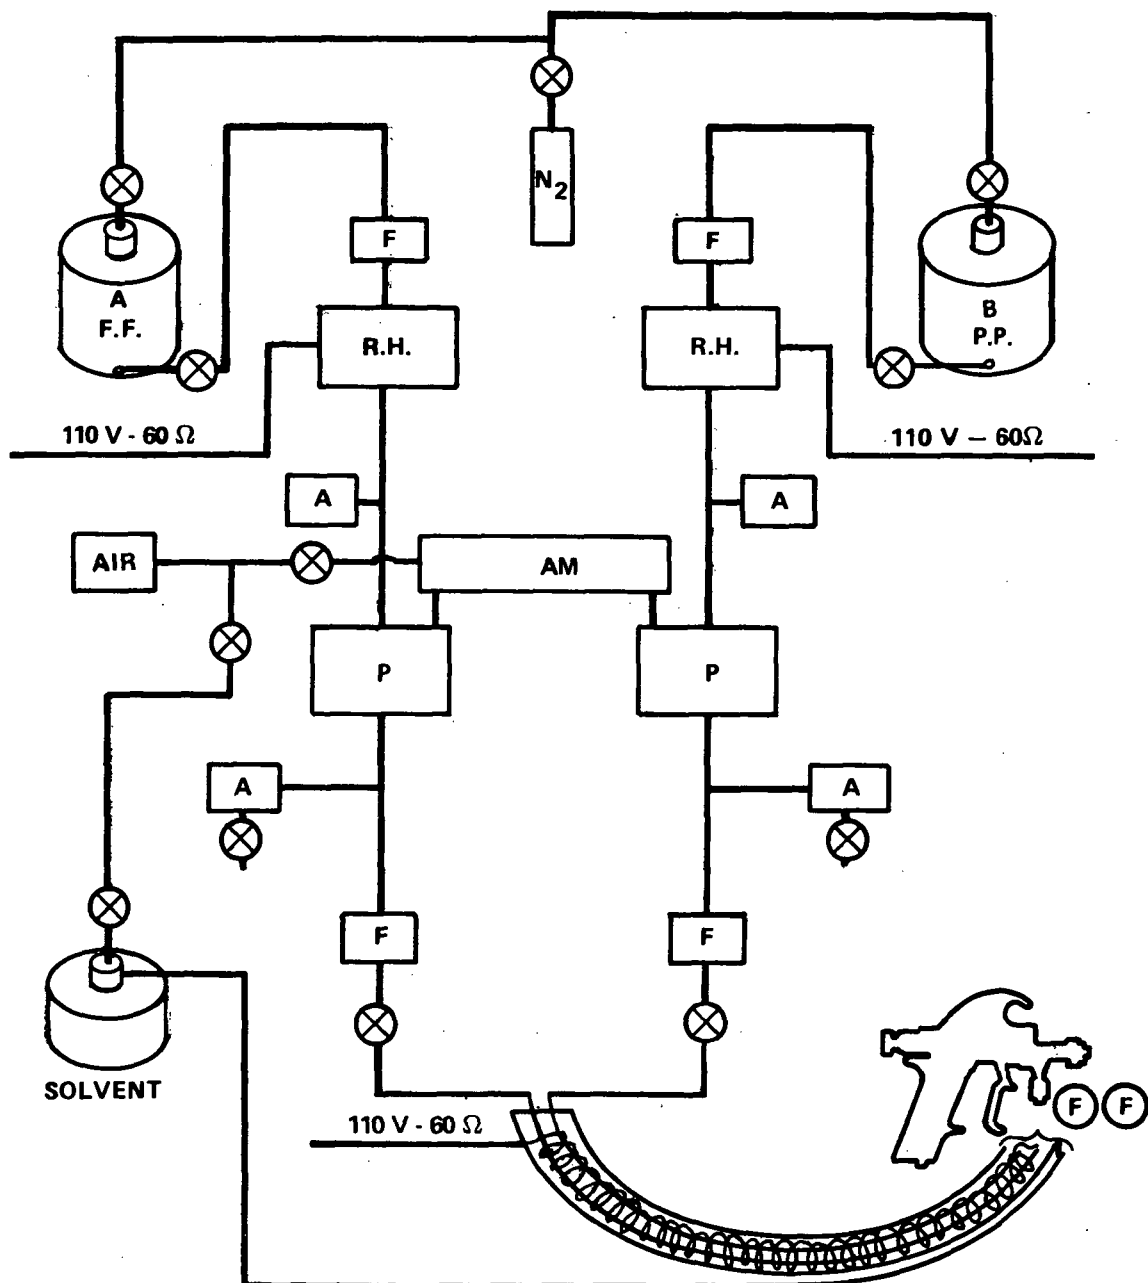 N2
F
F
A
F.F.
B
P.P.
R.H.
R.H.
110 V - 60 Ω
110 V – 60Ω
A
A
AIR
AM
P
P
A
A
F
F
SOLVENT
110 V - 60 Ω
F
F